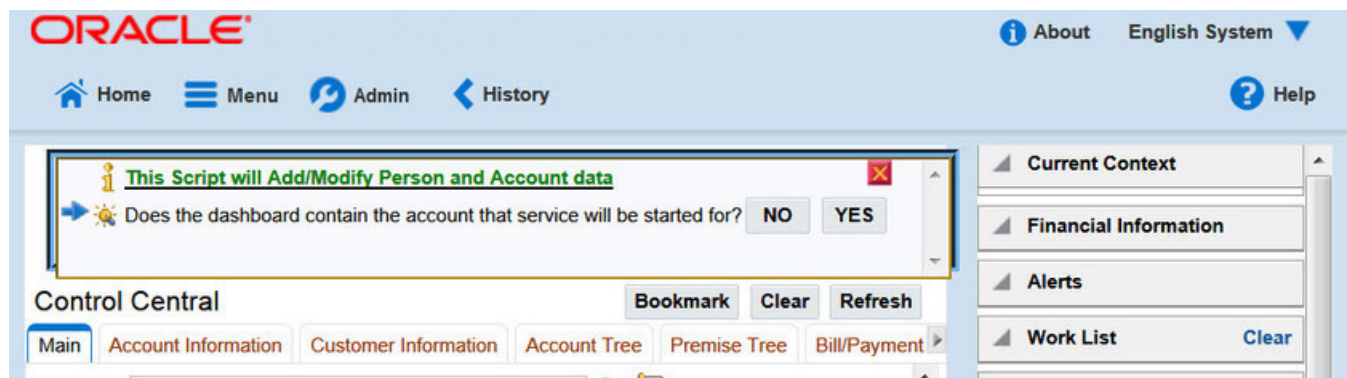 ORACLE
About English System
Home Menu Admin History Help
This Script will Add/Modify Person and Account data
Does the dashboard contain the account that service will be started for? NO YES
Control Central Bookmark Clear Refresh
Main Account Information Customer Information Account Tree Premise Tree Bill/Payment
Current Context
Financial Information
Alerts
Work List Clear